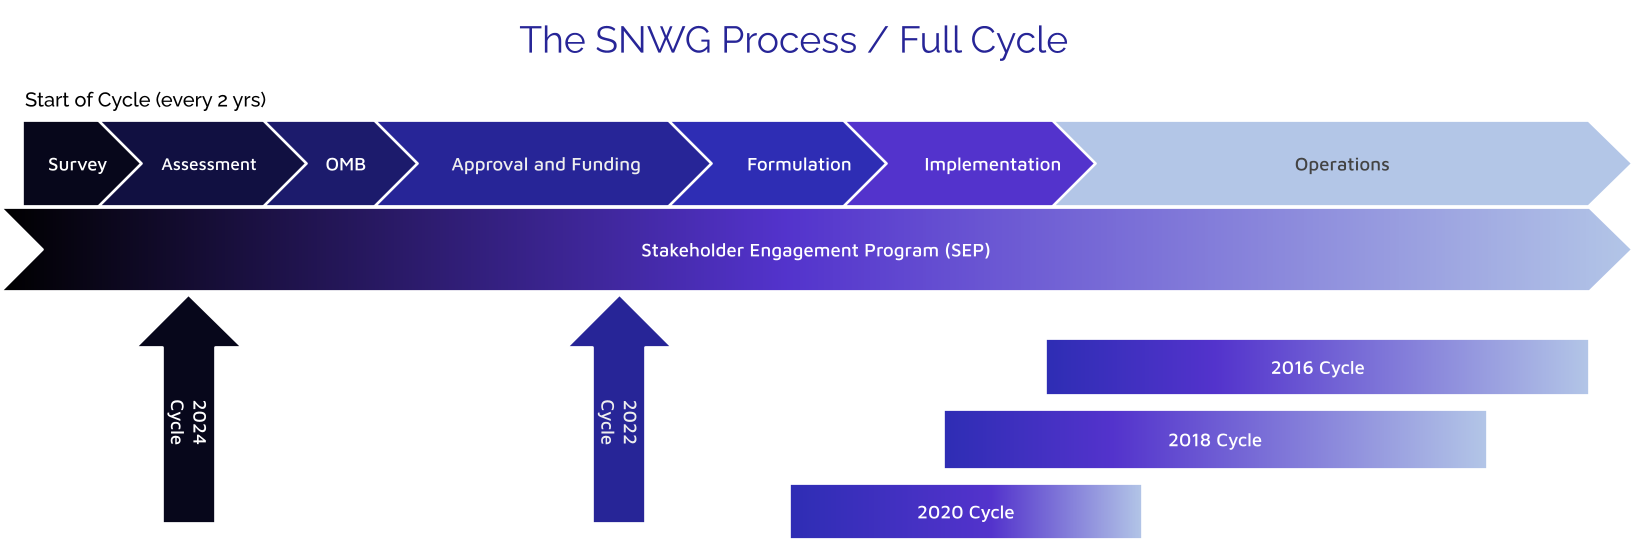 The SNWG Process / Full Cycle
Start of Cycle (every 2 yrs)
Survey
Assessment
OMB
Approval and Funding
Formulation
Implementation
Operations
Stakeholder Engagement Program (SEP)
2024
Cycle
2022
Cycle
2016 Cycle
2018 Cycle
2020 Cycle